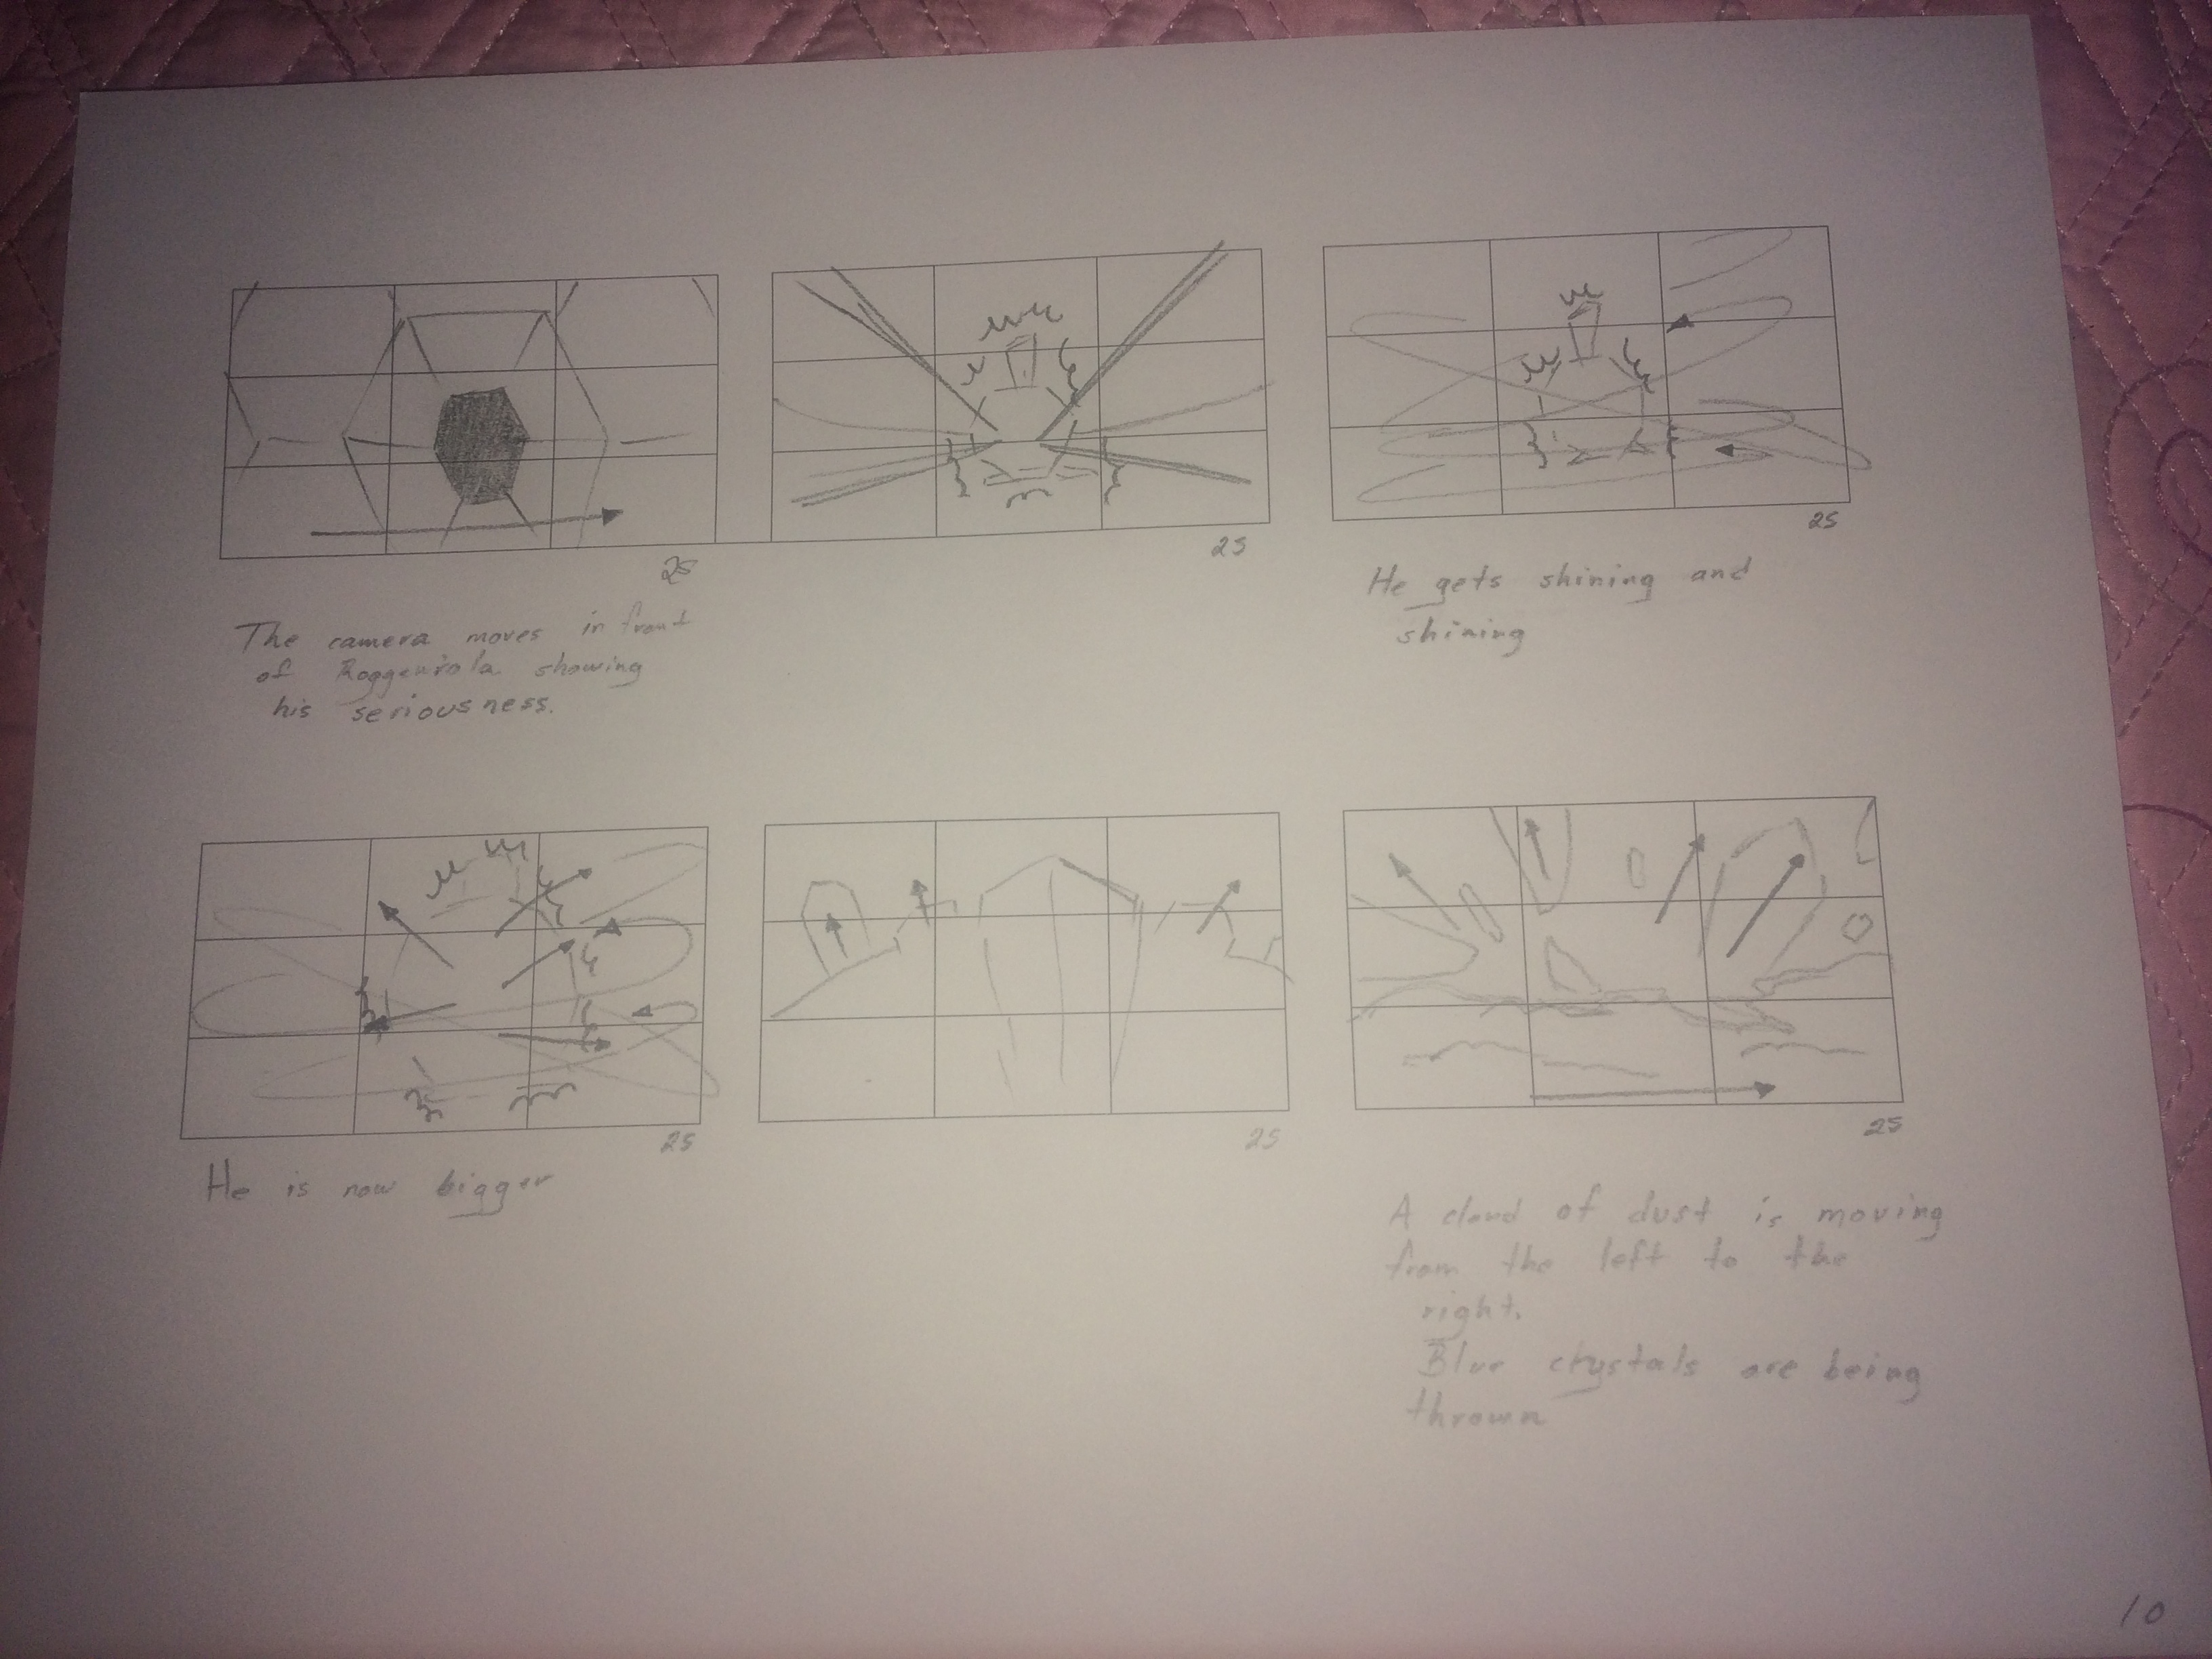 25
25
25
The camera moves in front
of Roggenrola showing
his seriousness.
He gets shining and
shining
25
25
25
He is now bigger
A cloud of dust is moving
from the left to the
right.
Blue crystals are being
thrown
10